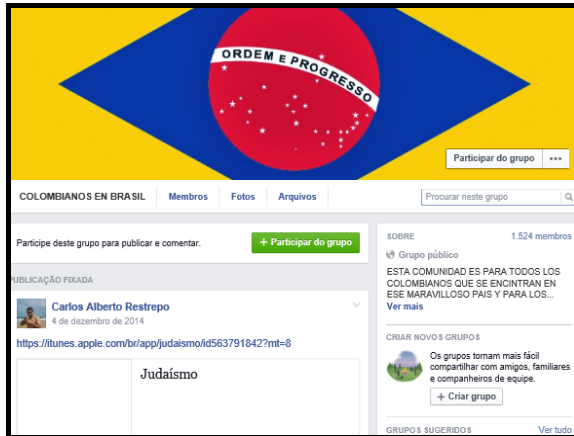 ORDEM E PROGRESSO
Participar do grupo
COLOMBIANOS EN BRASIL Membros Fotos Arquivos Procurar neste grupo
Participe deste grupo para publicar e comentar. + Participar do grupo
PUBLICAÇÃO FIXADA
Carlos Alberto Restrepo
4 de dezembro de 2014
https://itunes.apple.com/br/app/judaismo/id563791842?mt=8
Judaísmo
SOBRE 1.524 membros
Grupo público
ESTA COMUNIDAD ES PARA TODOS LOS
COLOMBIANOS QUE SE ENCINTRAN EN
ESE MARAVILLOSO PAIS Y PARA LOS...
Ver mais
CRIAR NOVOS GRUPOS
Os grupos tornam mais fácil
compartilhar com amigos, familiares
e companheiros de equipe.
+ Criar grupo
GRUPOS SUGERIDOS Ver tudo